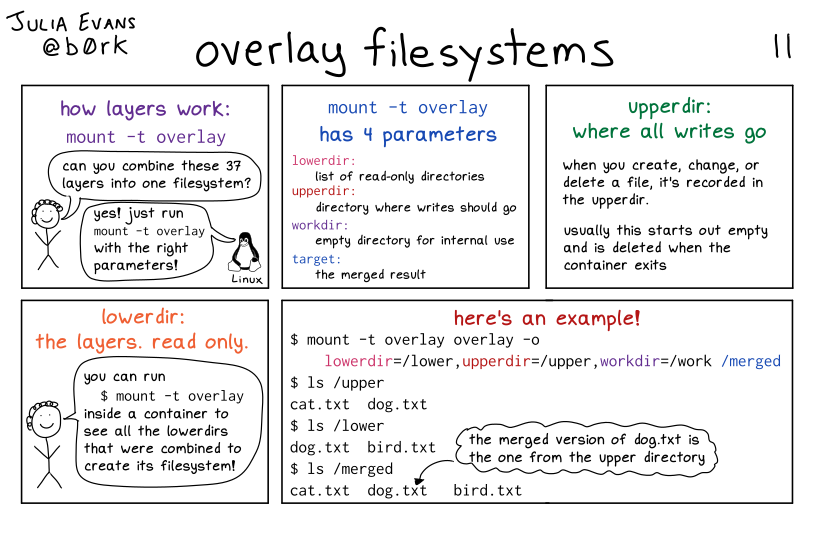 JULIA EVANS
@b0rk
overlay filesystems
11
how layers work:
mount -t overlay
can you combine these 37
layers into one filesystem?
yes! just run
mount -t overlay
with the right
parameters!
Linux
mount -t overlay
has 4 parameters
lowerdir:
list of read-only directories
upperdir:
directory where writes should go
workdir:
empty directory for internal use
target:
the merged result
upperdir:
where all writes go
when you create, change, or
delete a file, it's recorded in
the upperdir.
usually this starts out empty
and is deleted when the
container exits
lowerdir:
the layers. read only.
you can run
$ mount -t overlay
inside a container to
see all the lowerdirs
that were combined to
create its filesystem!
here's an example!
$ mount -t overlay overlay -o
lowerdir=/lower,upperdir=/upper,workdir=/work /merged
$ ls /upper
cat.txt dog.txt
$ ls /lower
dog.txt bird.txt
$ ls /merged
cat.txt dog.txt bird.txt
the merged version of dog.txt is
the one from the upper directory